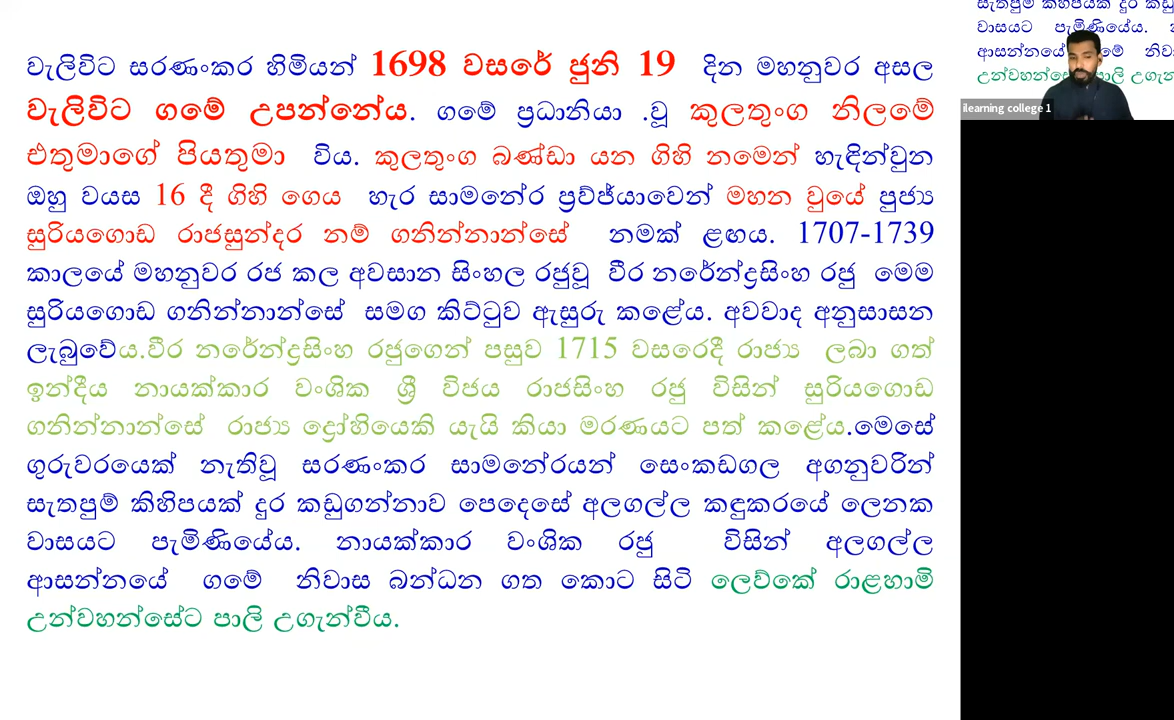 වැලිවිට සරණංකර හිමියන් 1698 වසරේ ජුනි 19 දින මහනුවර අසල
වැලිවිට ගමේ උපන්නේය. ගමේ ප්‍රධානියා .වූ කුලතුංග නිලමේ
එතුමාගේ පියතුමා විය. කුලතුංග බණ්ඩා යන ගිහි නමෙන් හැඳින්වුන
ඔහු වයස 16 දී ගිහි ගෙය හැර සාමනේර ප්‍රව්ජ්යාවෙන් මහන වුයේ පුජ්‍ය
සුරියගොඩ රාජසුන්දර නම් ගනින්නාන්සේ නමක් ළඟය. 1707-1739
කාලයේ මහනුවර රජ කල අවසාන සිංහල රජුවූ වීර නරේන්ද්‍රසිංහ රජු මෙම
සුරියගොඩ ගනින්නාන්සේ සමග කිට්ටුව ඇසුරු කළේය. අවවාද අනුසාසන
ලැබුවේය.වීර නරේන්ද්‍රසිංහ රජුගෙන් පසුව 1715 වසරෙදී රාජ්‍ය ලබා ගත්
ඉන්දීය නායක්කාර වංශික ශ්‍රී විජය රාජසිංහ රජු විසින් සුරියගොඩ
ගනින්නාන්සේ රාජ්‍ය ද්‍රෝහියෙකි යැයි කියා මරණයට පත් කළේය.මෙසේ
ගුරුවරයෙක් නැතිවූ සරණංකර සාමනේරයන් සෙංකඩගල අගනුවරින්
සැතපුම් කිහිපයක් දුර කඩුගන්නාව පෙදෙසේ අලගල්ල කඳුකරයේ ලෙනක
වාසයට පැමිණියේය. නායක්කාර වංශික රජු විසින් අලගල්ල
ආසන්නයේ ගමේ නිවාස බන්ධන ගත කොට සිටි ලෙව්කේ රාළහාමි
උන්වහන්සේට පාලි උගැන්වීය.
සැතපුම් කිහිපයක් දුර
වාසයට පැමිණියේය.
ආසන්නයේ
පාලි
ilearning college 1